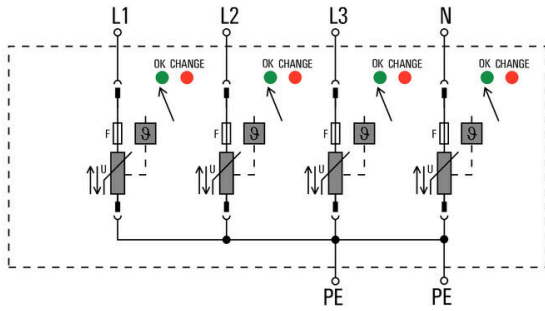 L1 L2 L3 N
OK CHANGE OK CHANGE OK CHANGE OK CHANGE
F ϑ F ϑ F ϑ F ϑ
U U U U
PE PE